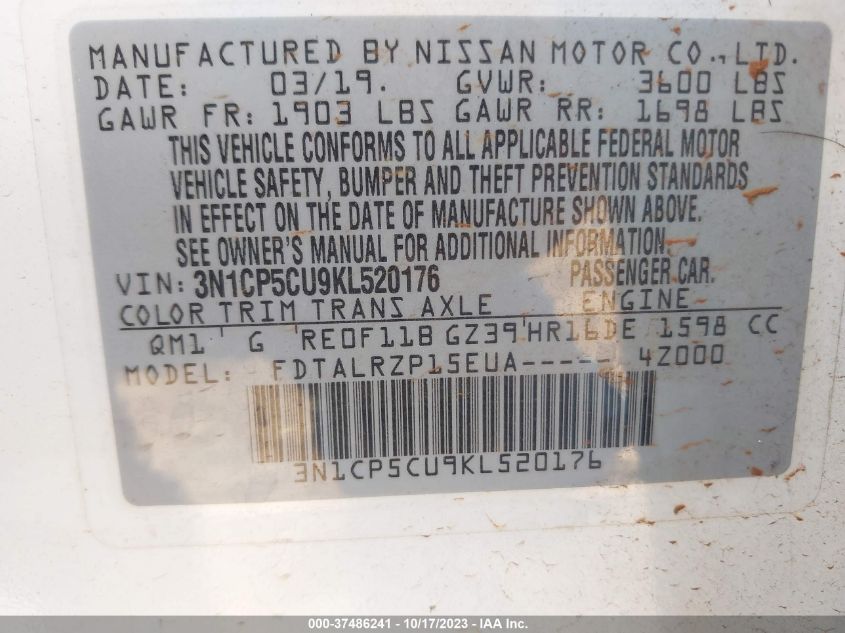 MANUFACTURED BY NISSAN MOTOR CO., LTD.
DATE: 03/19. GVWR: 3600 LBS
GAWR FR: 1903 LBS GAWR RR: 1698 LBS
THIS VEHICLE CONFORMS TO ALL APPLICABLE FEDERAL MOTOR
VEHICLE SAFETY, BUMPER AND THEFT PREVENTION STANDARDS
IN EFFECT ON THE DATE OF MANUFACTURE SHOWN ABOVE.
SEE OWNER'S MANUAL FOR ADDITIONAL INFORMATION.
VIN: 3N1CP5CU9KL520176 PASSENGER CAR.
COLOR TRIM TRANS AXLE ENGINE
QM1 G RE0F11B GZ39 HR16DE 1598 CC
MODEL: FDTALRZP15EUA----- 4Z000
3N1CP5CU9KL520176
000-37486241 - 10/17/2023 - IAA Inc.